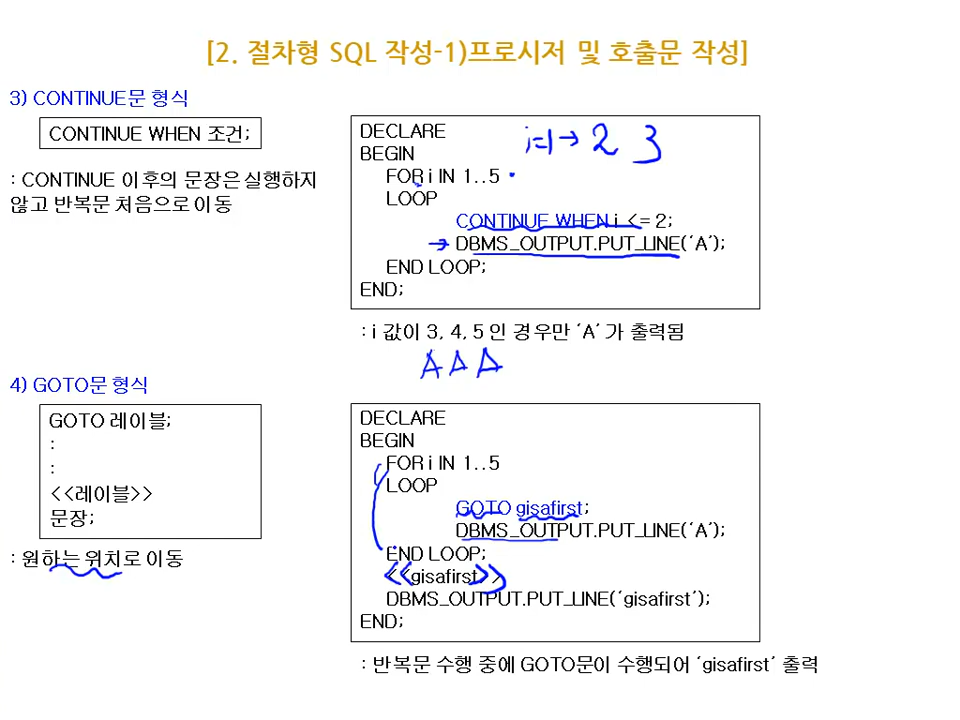 [2. 절차형 SQL 작성-1)프로시저 및 호출문 작성]
3) CONTINUE문 형식
CONTINUE WHEN 조건;
: CONTINUE 이후의 문장은 실행하지
않고 반복문 처음으로 이동
DECLARE
BEGIN
FOR i IN 1..5
LOOP
CONTINUE WHEN i <= 2;
DBMS_OUTPUT.PUT_LINE('A');
END LOOP;
END;
i=1 → 2 3
: i 값이 3, 4, 5 인 경우만 'A' 가 출력됨
A A A
4) GOTO문 형식
GOTO 레이블;
:
:
<<레이블>>
문장;
: 원하는 위치로 이동
DECLARE
BEGIN
FOR i IN 1..5
LOOP
GOTO gisafirst;
DBMS_OUTPUT.PUT_LINE('A');
END LOOP;
<<gisafirst>>
DBMS_OUTPUT.PUT_LINE('gisafirst');
END;
: 반복문 수행 중에 GOTO문이 수행되어 'gisafirst' 출력